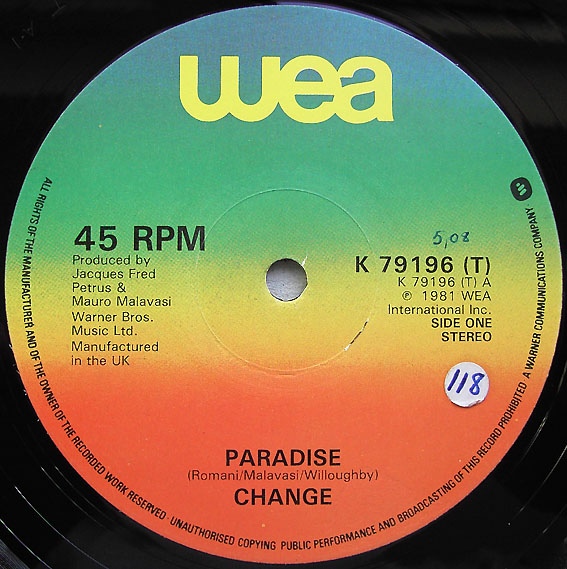 wea
45 RPM
Produced by
Jacques Fred
Petrus &
Mauro Malavasi
Warner Bros.
Music Ltd.
Manufactured
in the UK
5,08
K 79196 (T)
K 79196 (T) A
℗ 1981 WEA
International Inc.
SIDE ONE
STEREO
118
PARADISE
(Romani/Malavasi/Willoughby)
CHANGE
ALL RIGHTS OF THE MANUFACTURER AND OF THE OWNER OF THE RECORDED WORK RESERVED · UNAUTHORISED COPYING PUBLIC PERFORMANCE AND BROADCASTING OF THIS RECORD PROHIBITED · A WARNER COMMUNICATIONS COMPANY ·